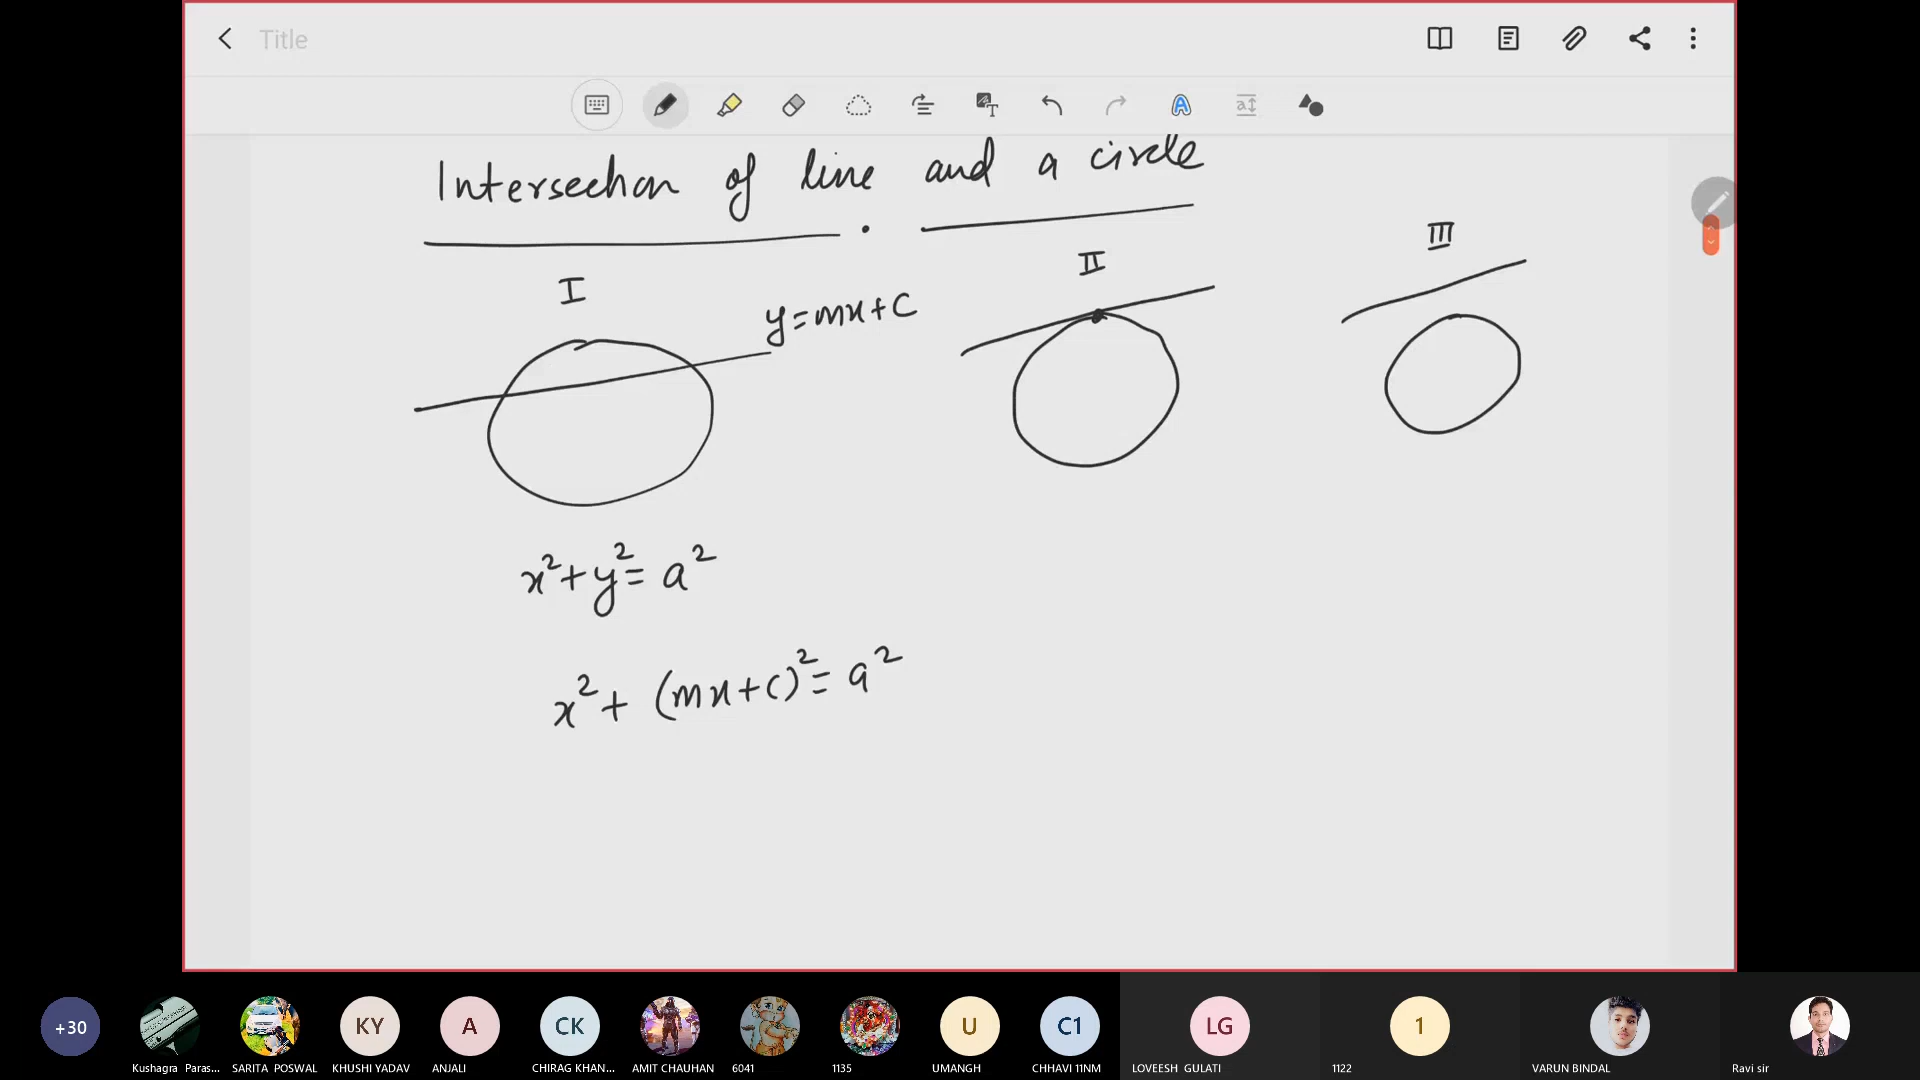 Title
Intersection of line and a circle
I
II
III
y=mx+c
x²+y²=a²
x²+(mx+c)²=a²
+30
KY
A
CK
U
C1
LG
1
Kushagra Paras...
SARITA POSWAL
KHUSHI YADAV
ANJALI
CHIRAG KHAN...
AMIT CHAUHAN
6041
1135
UMANGH
CHHAVI 11NM
LOVEESH GULATI
1122
VARUN BINDAL
Ravi sir